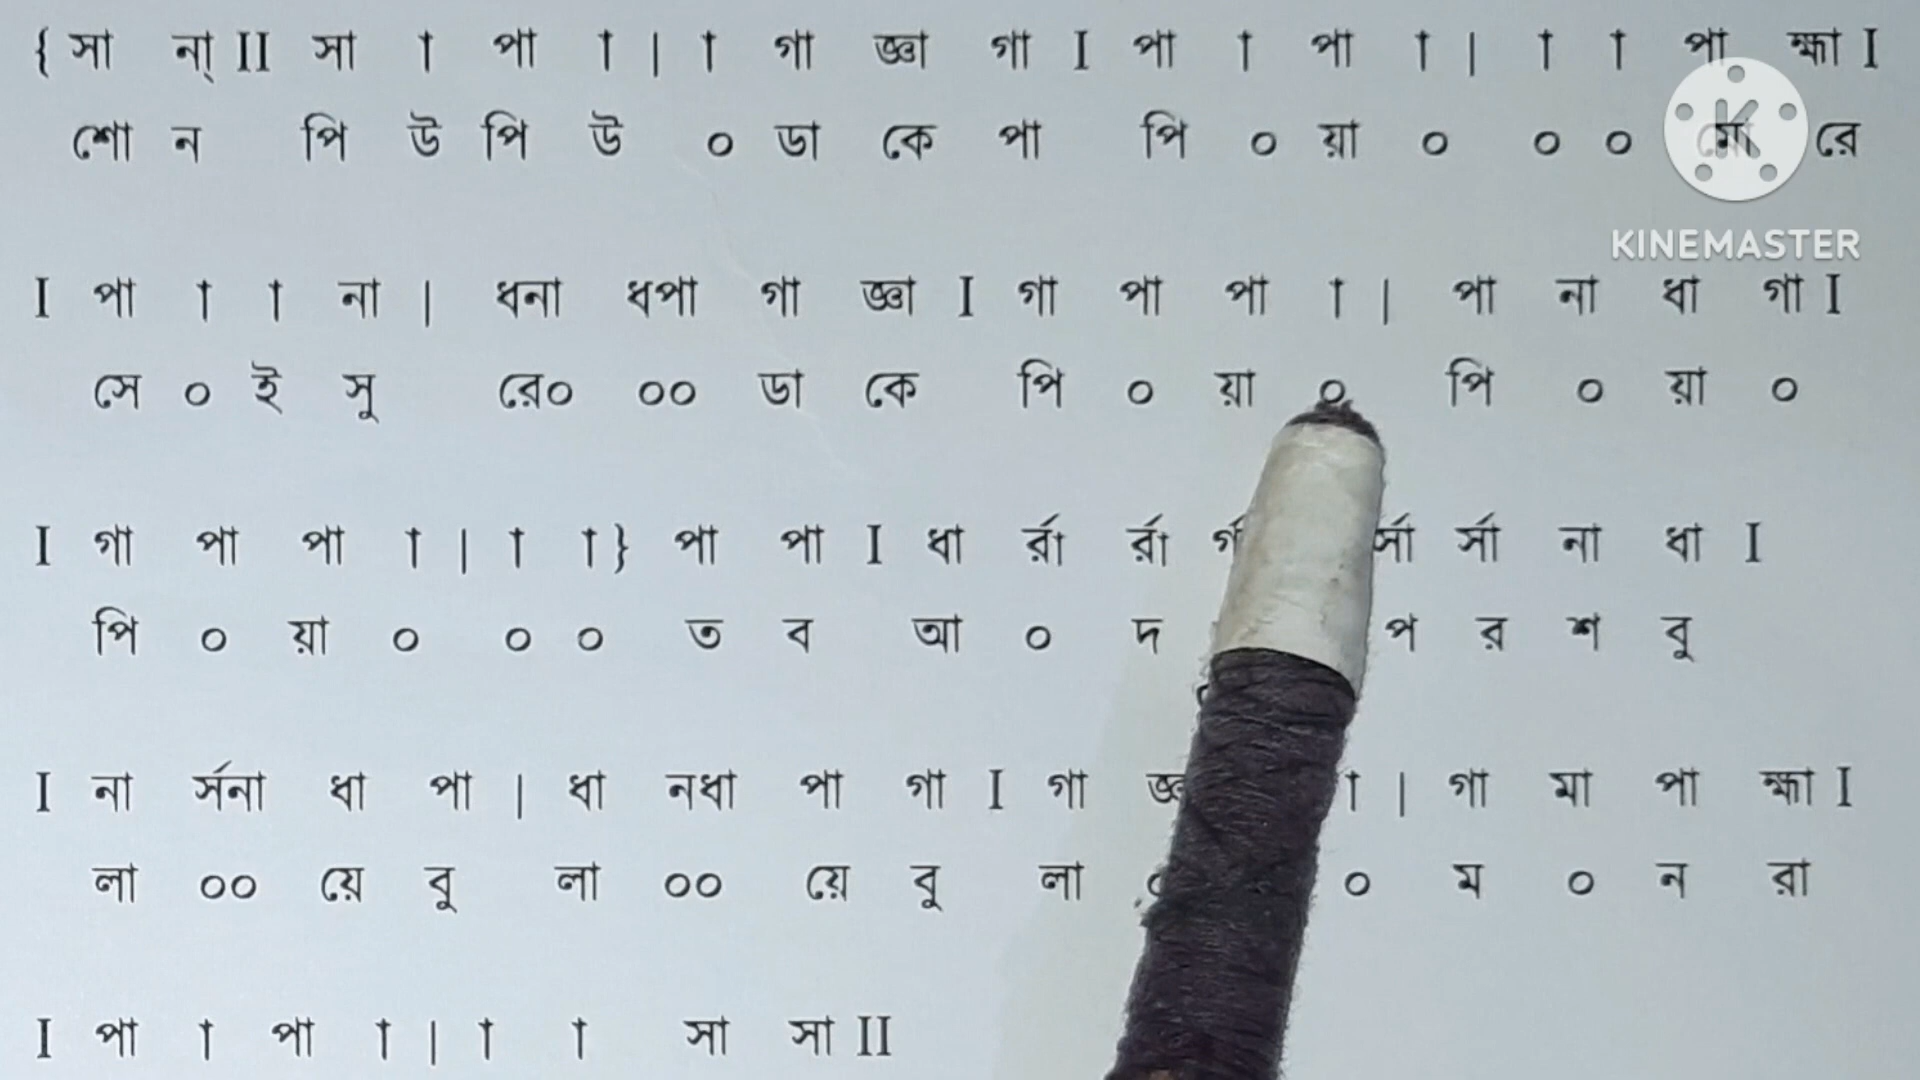 { সা না্ II সা † পা † | † গা জ্ঞা গা I পা † পা † | † † পা হ্মা I
শো ন পি উ পি উ ০ ডা কে পা পি ০ য়া ০ ০ ০ মো রে
KINEMASTER
I পা † † না | ধনা ধপা গা জ্ঞা I গা পা পা † | পা না ধা গা I
সে ০ ই সু রে০ ০০ ডা কে পি ০ য়া ০ পি ০ য়া ০
I গা পা পা † | † † } পা পা I ধা র্রা র্রা র্সা র্সা না ধা I
পি ০ য়া ০ ০ ০ ত ব আ ০ দ প র শ বু
I না র্সনা ধা পা | ধা নধা পা গা I গা † | গা মা পা হ্মা I
লা ০০ য়ে বু লা ০০ য়ে বু লা ০ ম ০ ন রা
I পা † পা † | † † সা সা II